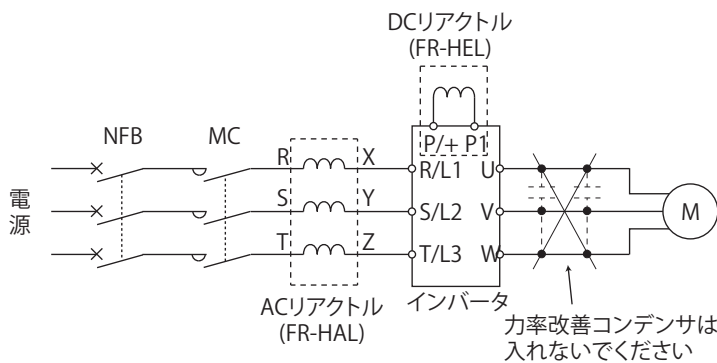 DCリアクトル
(FR-HEL)
NFB
MC
P/+ P1
R X R/L1 U
S Y S/L2 V
T Z T/L3 W
電源
M
ACリアクトル
(FR-HAL)
インバータ
力率改善コンデンサは
入れないでください